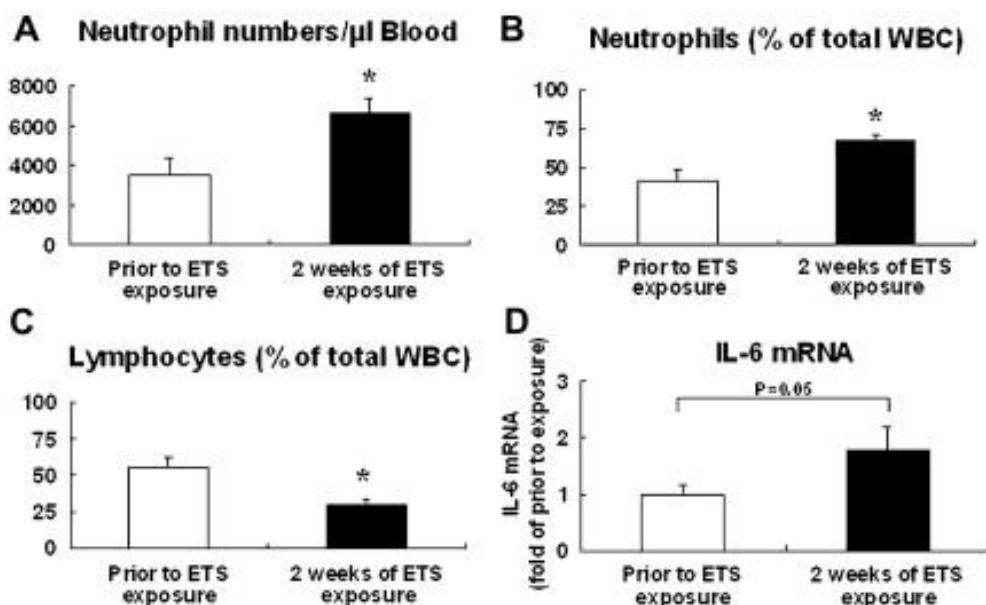 A
Neutrophil numbers/µl Blood
8000
6000
4000
2000
0
*
Prior to ETS exposure
2 weeks of ETS exposure
B
Neutrophils (% of total WBC)
100
75
50
25
0
*
Prior to ETS exposure
2 weeks of ETS exposure
C
Lymphocytes (% of total WBC)
100
75
50
25
0
*
Prior to ETS exposure
2 weeks of ETS exposure
D
IL-6 mRNA
IL-6 mRNA
(fold of prior to exposure)
3
2
1
0
P=0.05
Prior to ETS exposure
2 weeks of ETS exposure